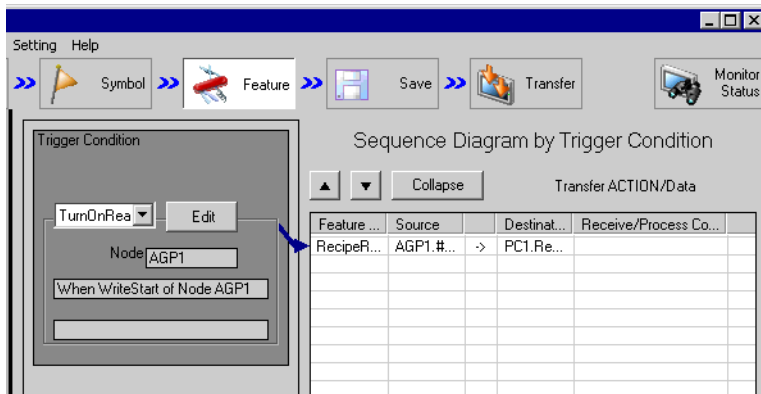 Setting Help
Symbol Feature Save Transfer Monitor Status
Trigger Condition
Sequence Diagram by Trigger Condition
Collapse
Transfer ACTION/Data
TurnOnRea
Edit
Node AGP1
When WriteStart of Node AGP1
Feature ... Source Destinat... Receive/Process Co...
RecipeR... AGP1.#... -> PC1.Re...